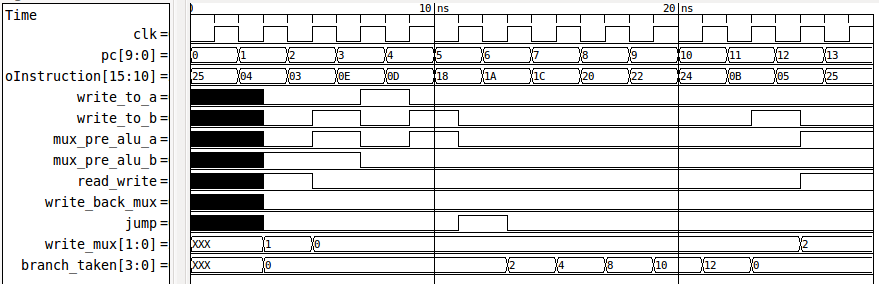 Time 0 10 ns 20 ns
clk=
pc[9:0]= 0 1 2 3 4 5 6 7 8 9 10 11 12 13
oInstruction[15:10]= 25 04 03 0E 0D 18 1A 1C 20 22 24 0B 05 25
write_to_a=
write_to_b=
mux_pre_alu_a=
mux_pre_alu_b=
read_write=
write_back_mux=
jump=
write_mux[1:0]= XXX 1 0 2
branch_taken[3:0]= XXX 0 2 4 8 10 12 0